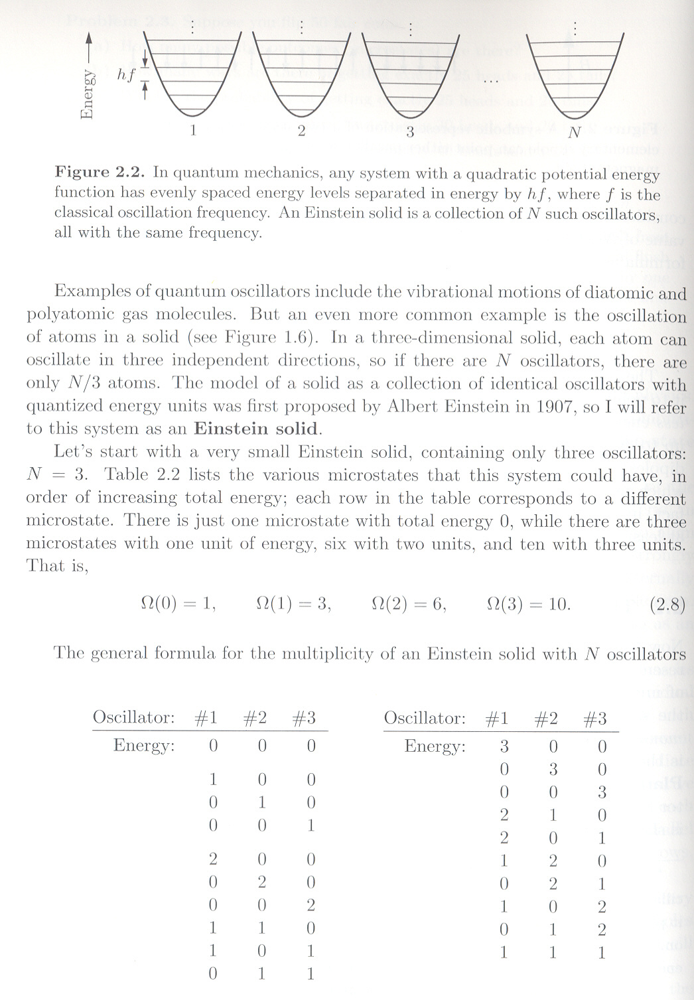 Energy
hf
1
2
3
...
N
Figure 2.2. In quantum mechanics, any system with a quadratic potential energy
function has evenly spaced energy levels separated in energy by hf, where f is the
classical oscillation frequency. An Einstein solid is a collection of N such oscillators,
all with the same frequency.
Examples of quantum oscillators include the vibrational motions of diatomic and
polyatomic gas molecules. But an even more common example is the oscillation
of atoms in a solid (see Figure 1.6). In a three-dimensional solid, each atom can
oscillate in three independent directions, so if there are N oscillators, there are
only N/3 atoms. The model of a solid as a collection of identical oscillators with
quantized energy units was first proposed by Albert Einstein in 1907, so I will refer
to this system as an Einstein solid.
Let's start with a very small Einstein solid, containing only three oscillators:
N = 3. Table 2.2 lists the various microstates that this system could have, in
order of increasing total energy; each row in the table corresponds to a different
microstate. There is just one microstate with total energy 0, while there are three
microstates with one unit of energy, six with two units, and ten with three units.
That is,
Ω(0) = 1, Ω(1) = 3, Ω(2) = 6, Ω(3) = 10. (2.8)
The general formula for the multiplicity of an Einstein solid with N oscillators
Oscillator: #1 #2 #3
Energy: 0 0 0
1 0 0
0 1 0
0 0 1
2 0 0
0 2 0
0 0 2
1 1 0
1 0 1
0 1 1
Oscillator: #1 #2 #3
Energy: 3 0 0
0 3 0
0 0 3
2 1 0
2 0 1
1 2 0
0 2 1
1 0 2
0 1 2
1 1 1